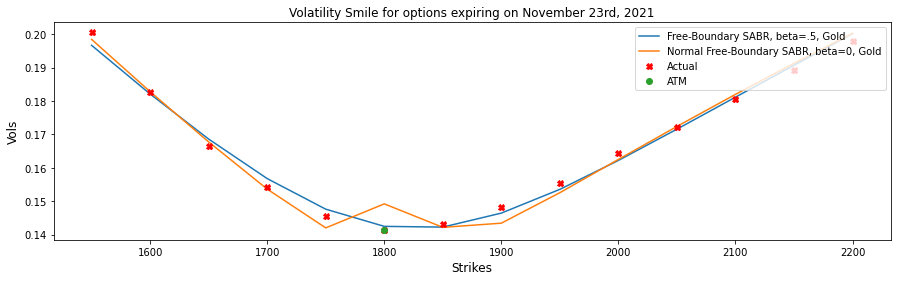 Volatility Smile for options expiring on November 23rd, 2021
Free-Boundary SABR, beta=.5, Gold
Normal Free-Boundary SABR, beta=0, Gold
Actual
ATM
Vols
0.20
0.19
0.18
0.17
0.16
0.15
0.14
1600
1700
1800
1900
2000
2100
2200
Strikes